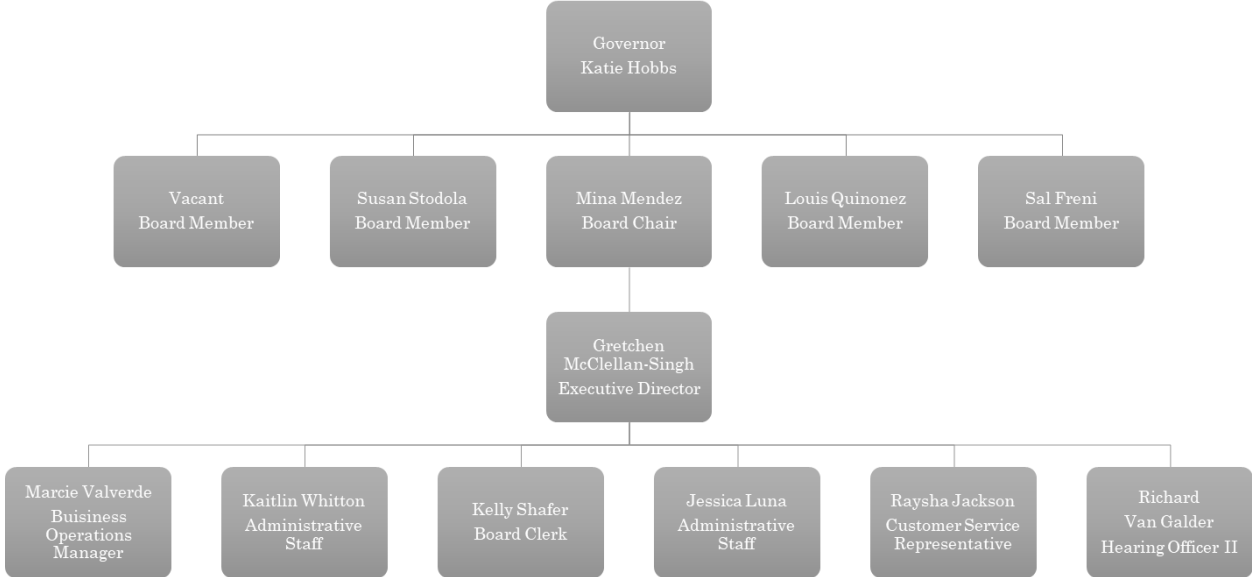 Governor
Katie Hobbs
Vacant
Board Member
Susan Stodola
Board Member
Mina Mendez
Board Chair
Louis Quinonez
Board Member
Sal Freni
Board Member
Gretchen
McClellan-Singh
Executive Director
Marcie Valverde
Buisiness
Operations
Manager
Kaitlin Whitton
Administrative
Staff
Kelly Shafer
Board Clerk
Jessica Luna
Administrative
Staff
Raysha Jackson
Customer Service
Representative
Richard
Van Galder
Hearing Officer II